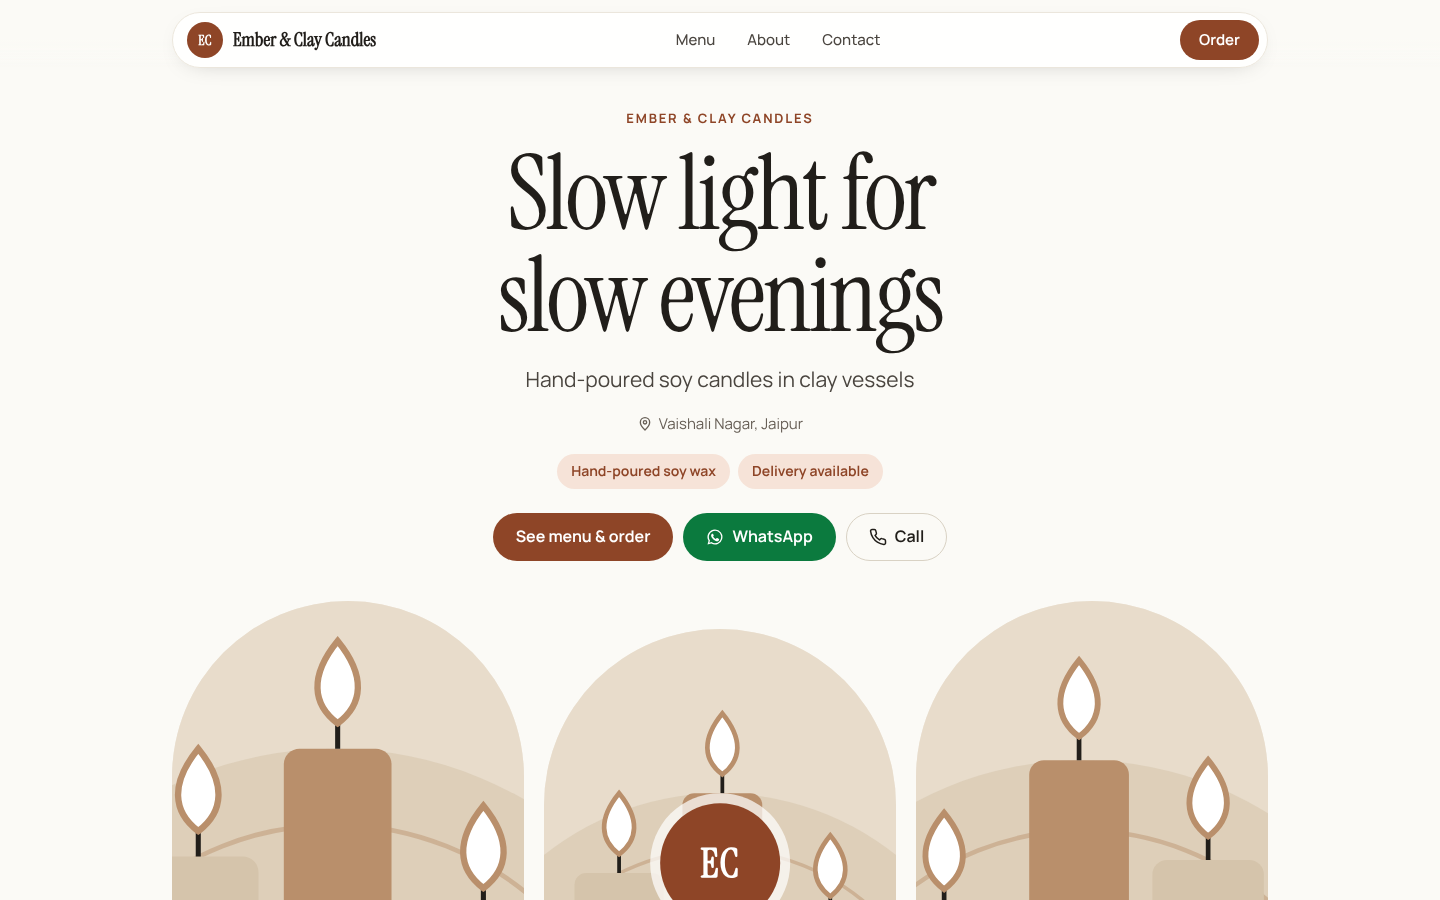 EC
Ember & Clay Candles
Menu
About
Contact
Order
EMBER & CLAY CANDLES
Slow light for
slow evenings
Hand-poured soy candles in clay vessels
Vaishali Nagar, Jaipur
Hand-poured soy wax
Delivery available
See menu & order
WhatsApp
Call
EC